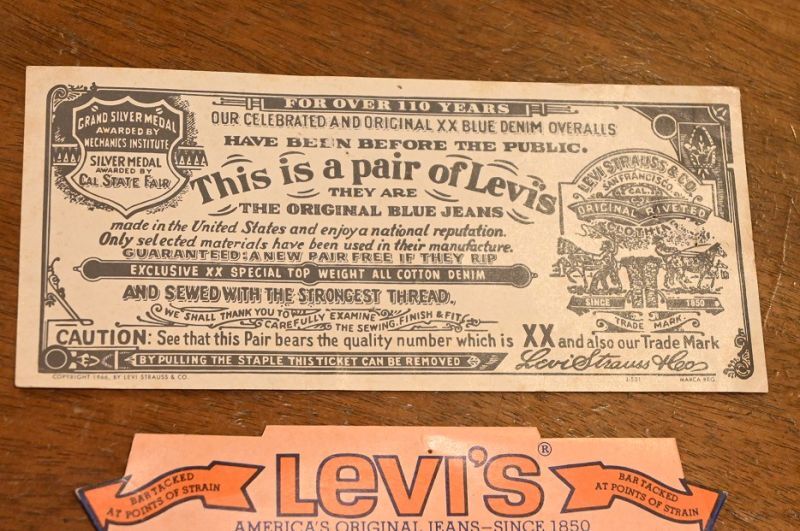 GRAND SILVER MEDAL
AWARDED BY
MECHANICS INSTITUTE
SILVER MEDAL
AWARDED BY
CAL STATE FAIR
FOR OVER 110 YEARS
OUR CELEBRATED AND ORIGINAL XX BLUE DENIM OVERALLS
HAVE BEEN BEFORE THE PUBLIC.
This is a pair of Levi's
THEY ARE
THE ORIGINAL BLUE JEANS
made in the United States and enjoy a national reputation.
Only selected materials have been used in their manufacture.
GUARANTEED: A NEW PAIR FREE IF THEY RIP
EXCLUSIVE XX SPECIAL TOP WEIGHT ALL COTTON DENIM
AND SEWED WITH THE STRONGEST THREAD.
WE SHALL THANK YOU TO
CAREFULLY EXAMINE
THE SEWING, FINISH & FIT
LEVI STRAUSS & CO.
SAN FRANCISCO
CAL.
ORIGINAL RIVETED
CLOTHING
SINCE 1850
TRADE MARK
CAUTION: See that this Pair bears the quality number which is XX and also our Trade Mark
BY PULLING THE STAPLE THIS TICKET CAN BE REMOVED
Levi Strauss & Co
COPYRIGHT 1966, BY LEVI STRAUSS & CO.
MARCA REG.
LEVI'S®
BAR TACKED
AT POINTS OF STRAIN
BAR TACKED
AT POINTS OF STRAIN
AMERICA'S ORIGINAL JEANS—SINCE 1850